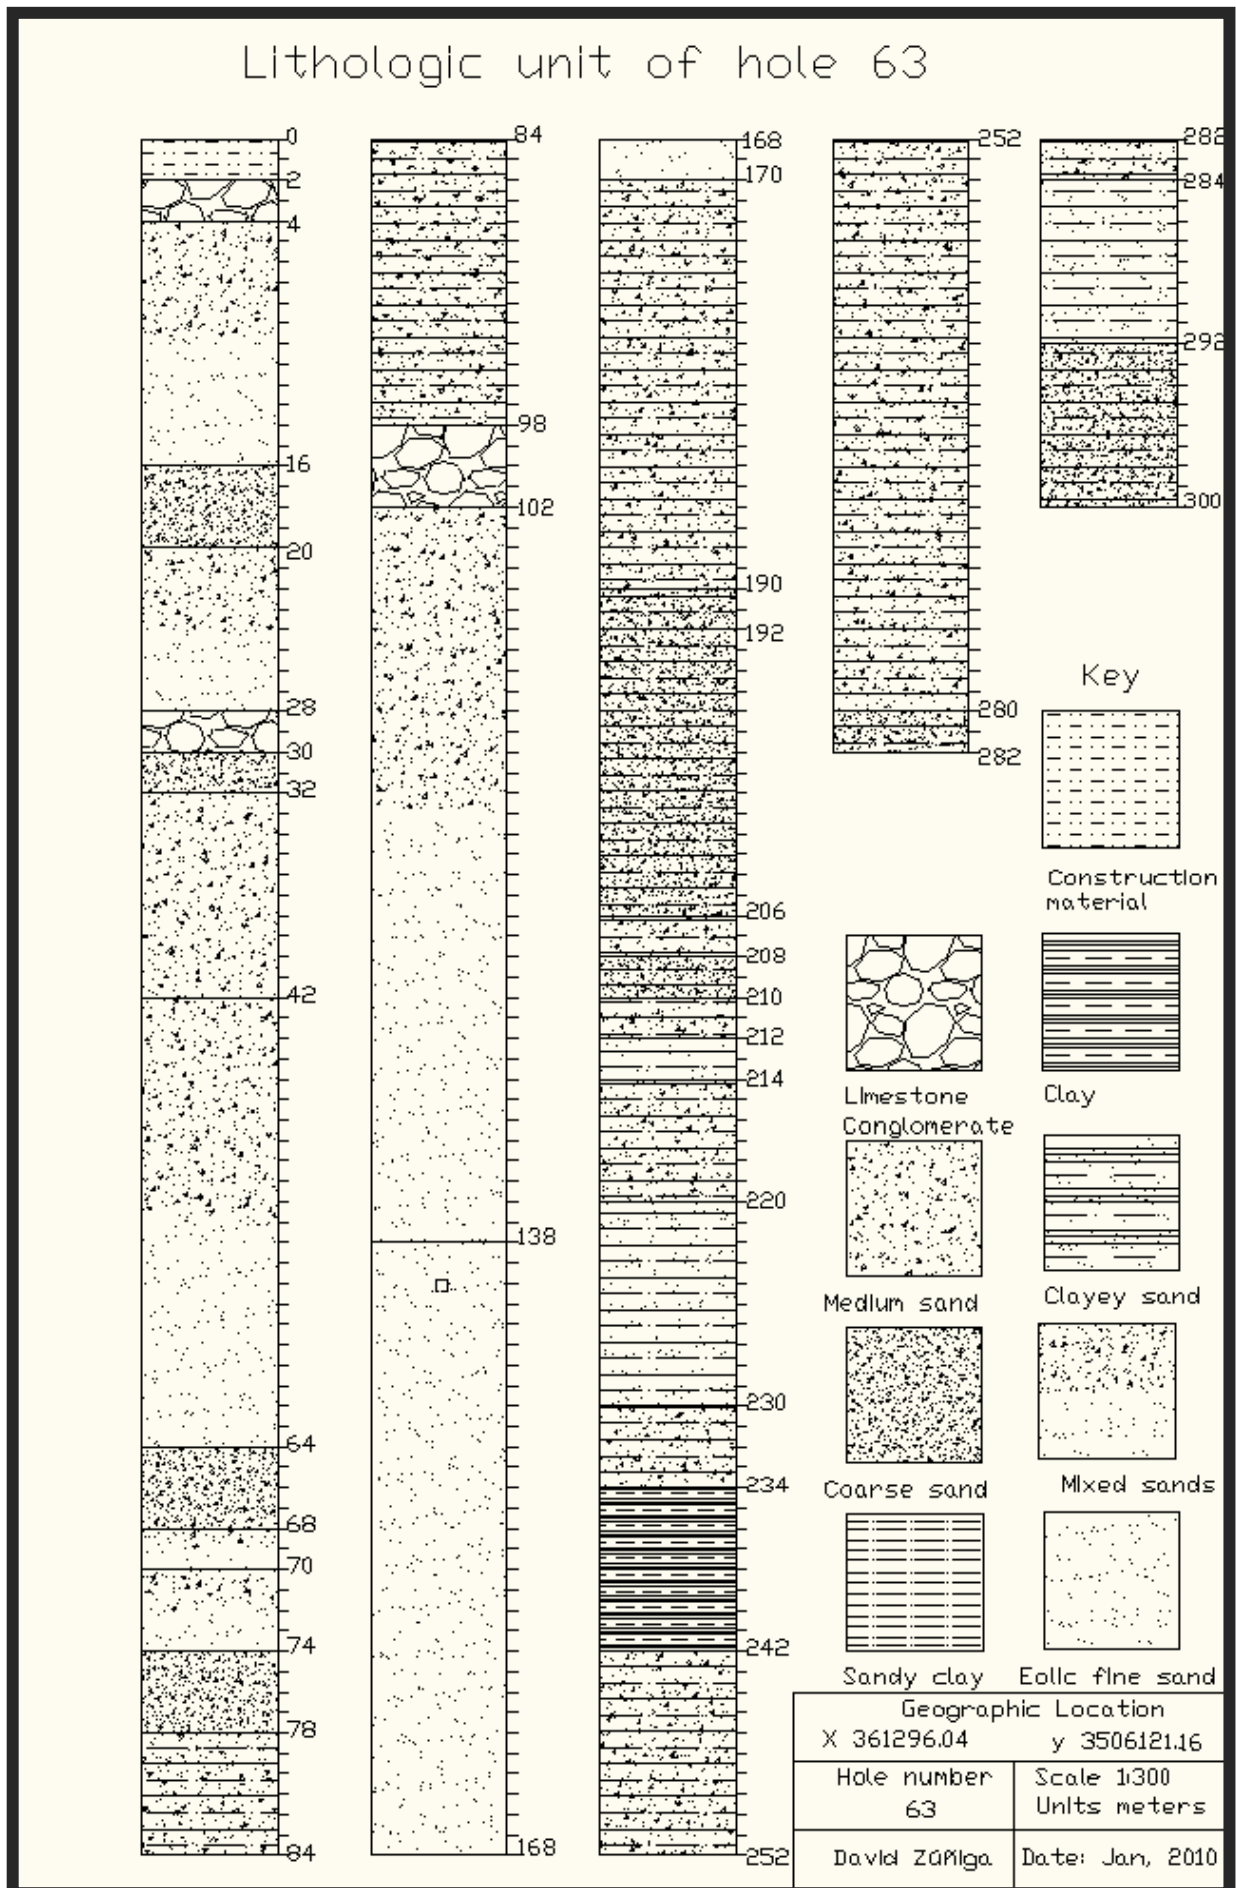 Lithologic unit of hole 63
0
2
4
16
20
28
30
32
42
64
68
70
74
78
84
84
98
102
138
168
168
170
190
192
206
208
210
212
214
220
230
234
242
252
252
280
282
282
284
292
300
Key
Construction
material
Limestone
Conglomerate
Clay
Medium sand
Clayey sand
Coarse sand
Mixed sands
Sandy clay
Eolic fine sand
Geographic Location
X 361296.04 y 3506121.16
Hole number
63
Scale 1:300
Units meters
David Zúñiga
Date: Jan, 2010